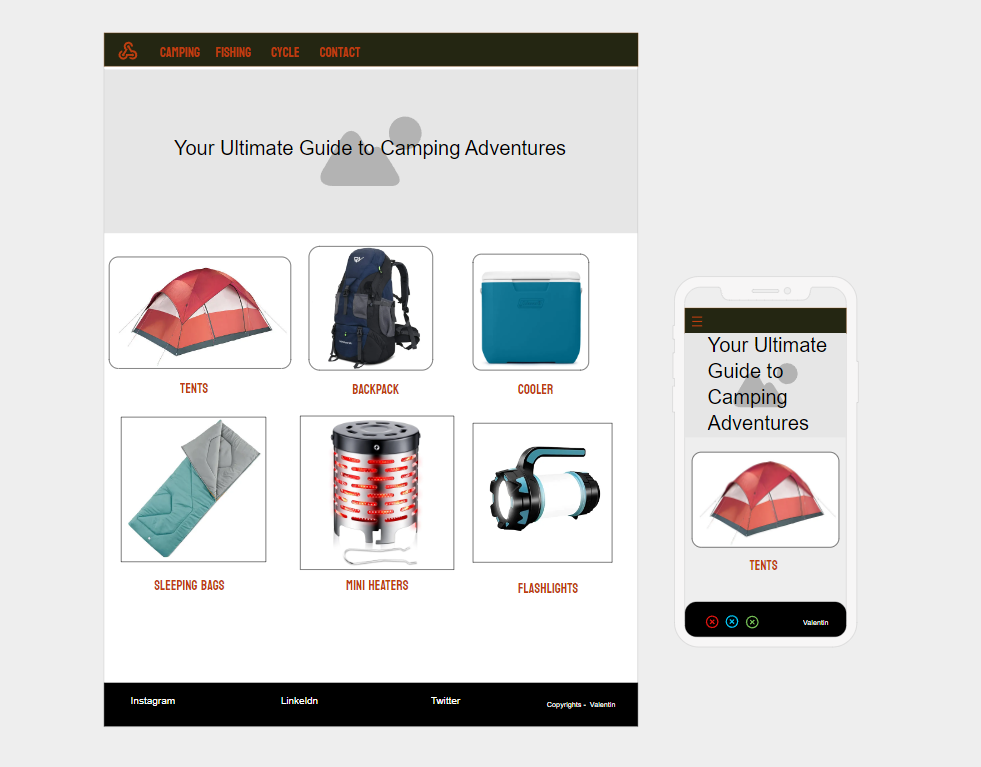 CAMPING FISHING CYCLE CONTACT
Your Ultimate Guide to Camping Adventures
TENTS BACKPACK COOLER
SLEEPING BAGS MINI HEATERS FLASHLIGHTS
Instagram LinkeIdn Twitter Copyrights - Valentin
Your Ultimate
Guide to
Camping
Adventures
TENTS
Valentin